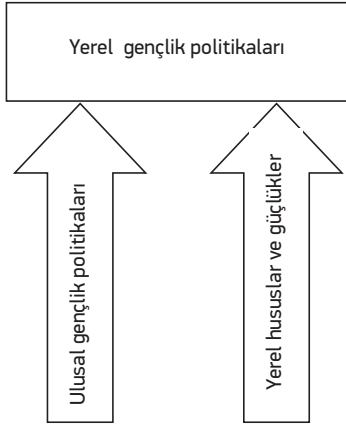 Yerel gençlik politikaları
Ulusal gençlik politikaları
Yerel hususlar ve güçlükler